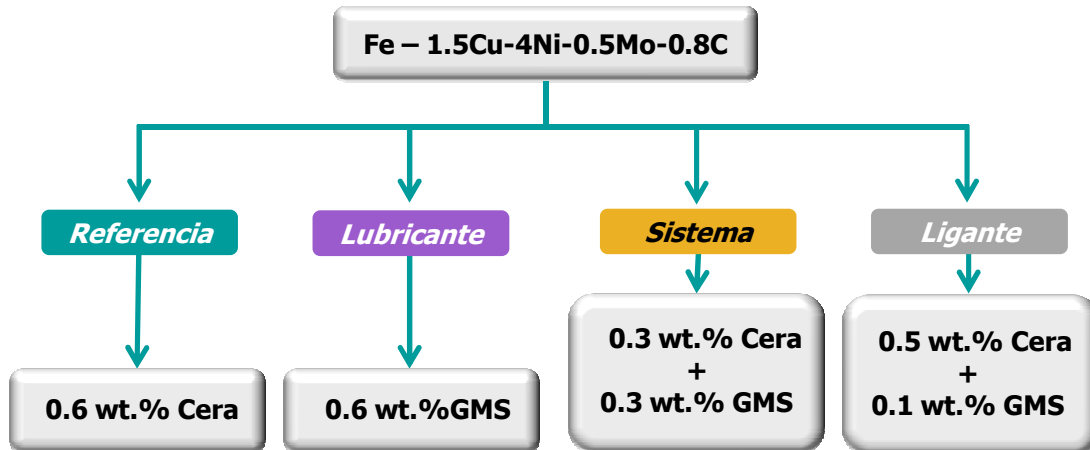 Fe – 1.5Cu-4Ni-0.5Mo-0.8C
Referencia
Lubricante
Sistema
Ligante
0.6 wt.% Cera
0.6 wt.%GMS
0.3 wt.% Cera
+
0.3 wt.% GMS
0.5 wt.% Cera
+
0.1 wt.% GMS